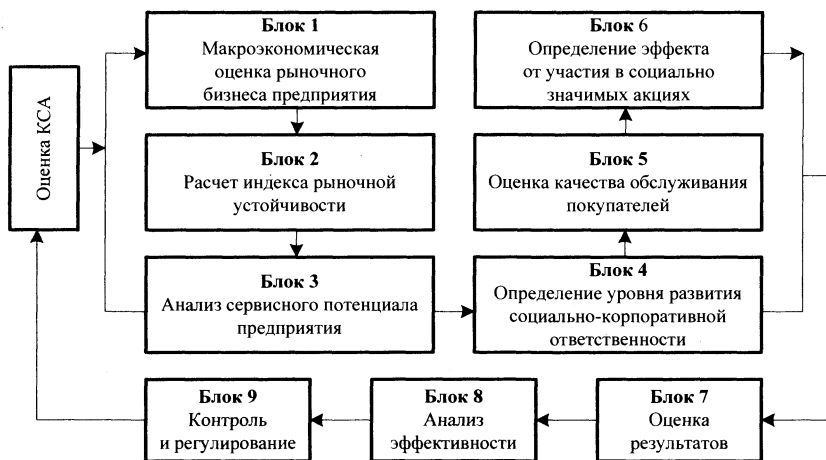 Оценка КСА
Блок 1
Макроэкономическая
оценка рыночного
бизнеса предприятия
Блок 2
Расчет индекса рыночной
устойчивости
Блок 3
Анализ сервисного потенциала
предприятия
Блок 4
Определение уровня развития
социально-корпоративной
ответственности
Блок 5
Оценка качества обслуживания
покупателей
Блок 6
Определение эффекта
от участия в социально
значимых акциях
Блок 7
Оценка
результатов
Блок 8
Анализ
эффективности
Блок 9
Контроль
и регулирование